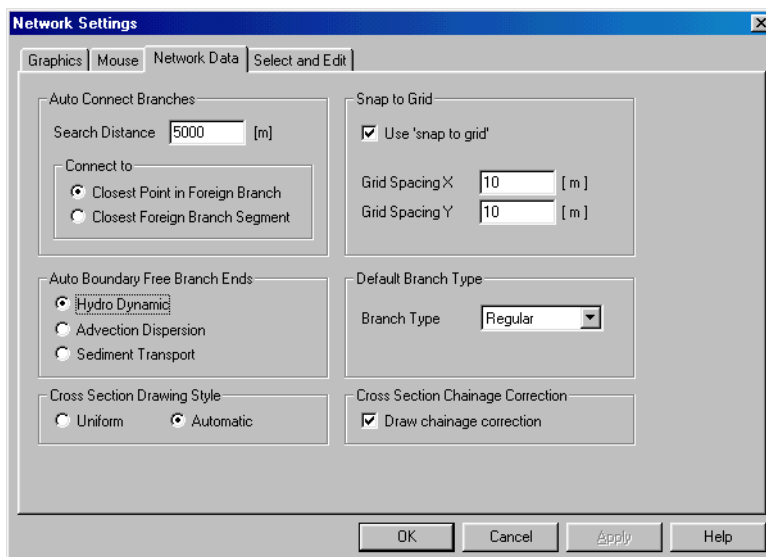 Network Settings
Graphics Mouse Network Data Select and Edit
Auto Connect Branches
Search Distance 5000 [m]
Connect to
Closest Point in Foreign Branch
Closest Foreign Branch Segment
Snap to Grid
Use 'snap to grid'
Grid Spacing X 10 [ m ]
Grid Spacing Y 10 [ m ]
Auto Boundary Free Branch Ends
Hydro Dynamic
Advection Dispersion
Sediment Transport
Default Branch Type
Branch Type Regular
Cross Section Drawing Style
Uniform Automatic
Cross Section Chainage Correction
Draw chainage correction
OK Cancel Apply Help